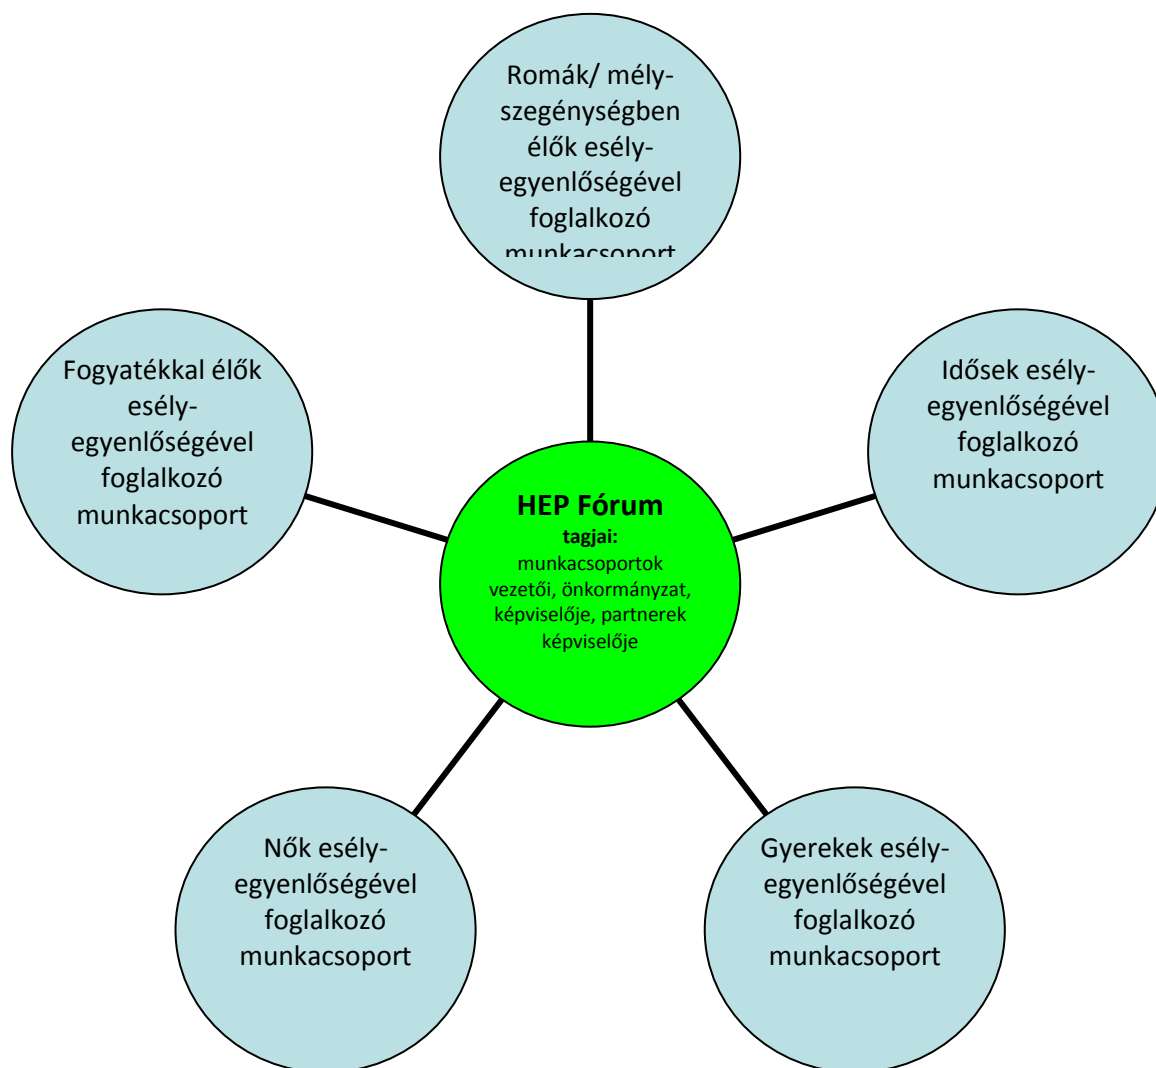 Romák/ mély-
szegénységben
élők esély-
egyenlőségével
foglalkozó
munkacsoport
Fogyatékkal élők
esély-
egyenlőségével
foglalkozó
munkacsoport
Idősek esély-
egyenlőségével
foglalkozó
munkacsoport
HEP Fórum
tagjai:
munkacsoportok
vezetői, önkormányzat,
képviselője, partnerek
képviselője
Nők esély-
egyenlőségével
foglalkozó
munkacsoport
Gyerekek esély-
egyenlőségével
foglalkozó
munkacsoport